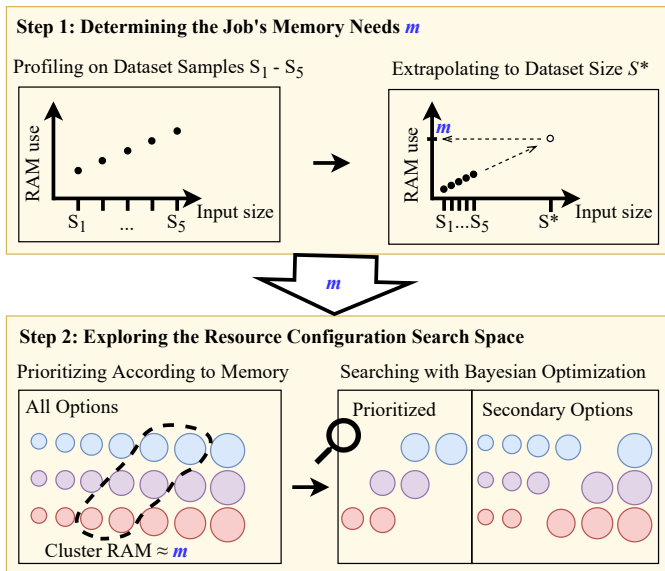 Step 1: Determining the Job's Memory Needs m
Profiling on Dataset Samples S1 - S5
Extrapolating to Dataset Size S*
RAM use
S1
...
S5
Input size
RAM use
m
S1...S5
S*
Input size
m
Step 2: Exploring the Resource Configuration Search Space
Prioritizing According to Memory
Searching with Bayesian Optimization
All Options
Cluster RAM ≈ m
Prioritized
Secondary Options